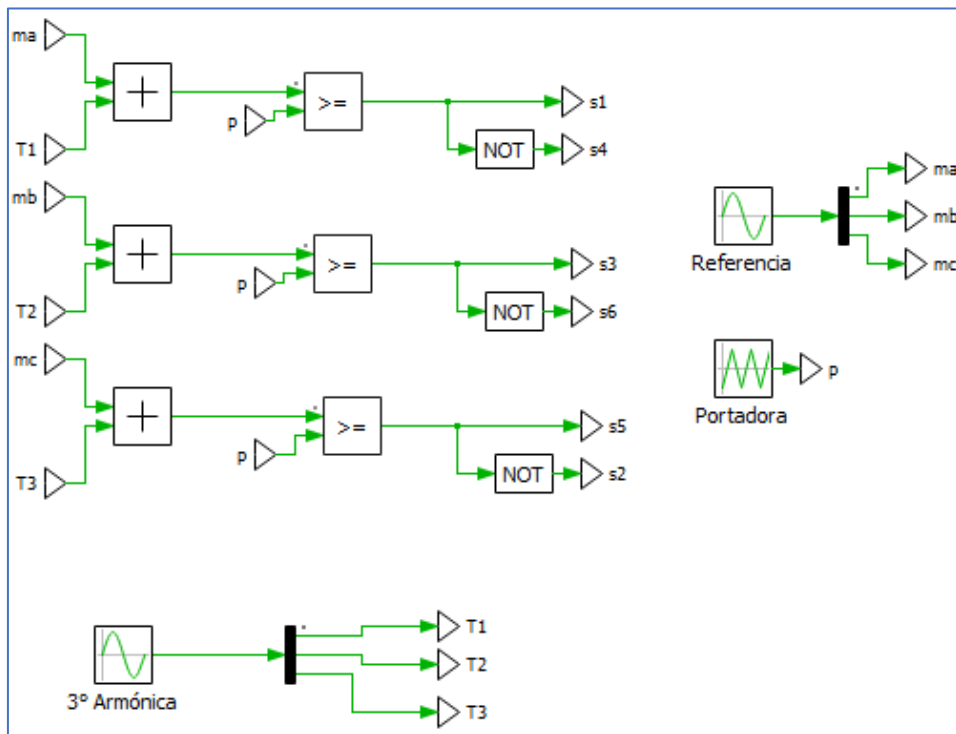 ma
T1
+
p
>=
s1
NOT
s4
mb
T2
+
p
>=
s3
NOT
s6
mc
T3
+
p
>=
s5
NOT
s2
Referencia
ma
mb
mc
Portadora
p
3° Armónica
T1
T2
T3